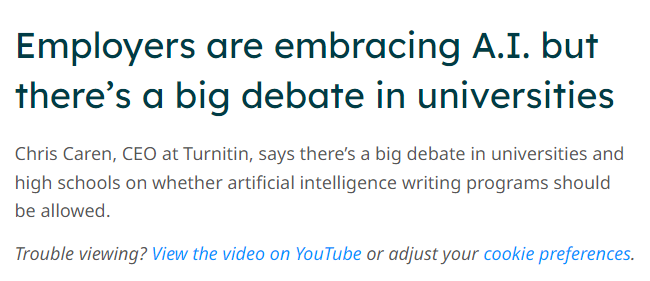 Employers are embracing A.I. but
there’s a big debate in universities
Chris Caren, CEO at Turnitin, says there’s a big debate in universities and
high schools on whether artificial intelligence writing programs should
be allowed.
Trouble viewing? View the video on YouTube or adjust your cookie preferences.